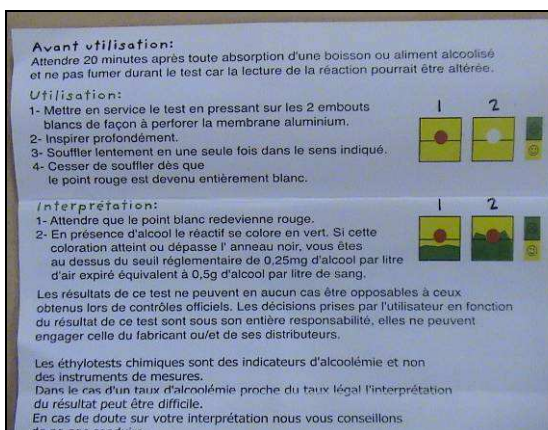 Avant utilisation:
Attendre 20 minutes après toute absorption d'une boisson ou aliment alcoolisé
et ne pas fumer durant le test car la lecture de la réaction pourrait être altérée.
Utilisation:
1- Mettre en service le test en pressant sur les 2 embouts
blancs de façon à perforer la membrane aluminium.
2- Inspirer profondément.
3- Souffler lentement en une seule fois dans le sens indiqué.
4- Cesser de souffler dès que
le point rouge est devenu entièrement blanc.
1 2
Interprétation:
1- Attendre que le point blanc redevienne rouge.
2- En présence d'alcool le réactif se colore en vert. Si cette
coloration atteint ou dépasse l' anneau noir, vous êtes
au dessus du seuil réglementaire de 0,25mg d'alcool par litre
d'air expiré équivalent à 0,5g d'alcool par litre de sang.
1 2
Les résultats de ce test ne peuvent en aucun cas être opposables à ceux
obtenus lors de contrôles officiels. Les décisions prises par l'utilisateur en fonction
du résultat de ce test sont sous son entière responsabilité, elles ne peuvent
engager celle du fabricant ou/et de ses distributeurs.
Les éthylotests chimiques sont des indicateurs d'alcoolémie et non
des instruments de mesures.
Dans le cas d'un taux d'alcoolémie proche du taux légal l'interprétation
du résultat peut être difficile.
En cas de doute sur votre interprétation nous vous conseillons